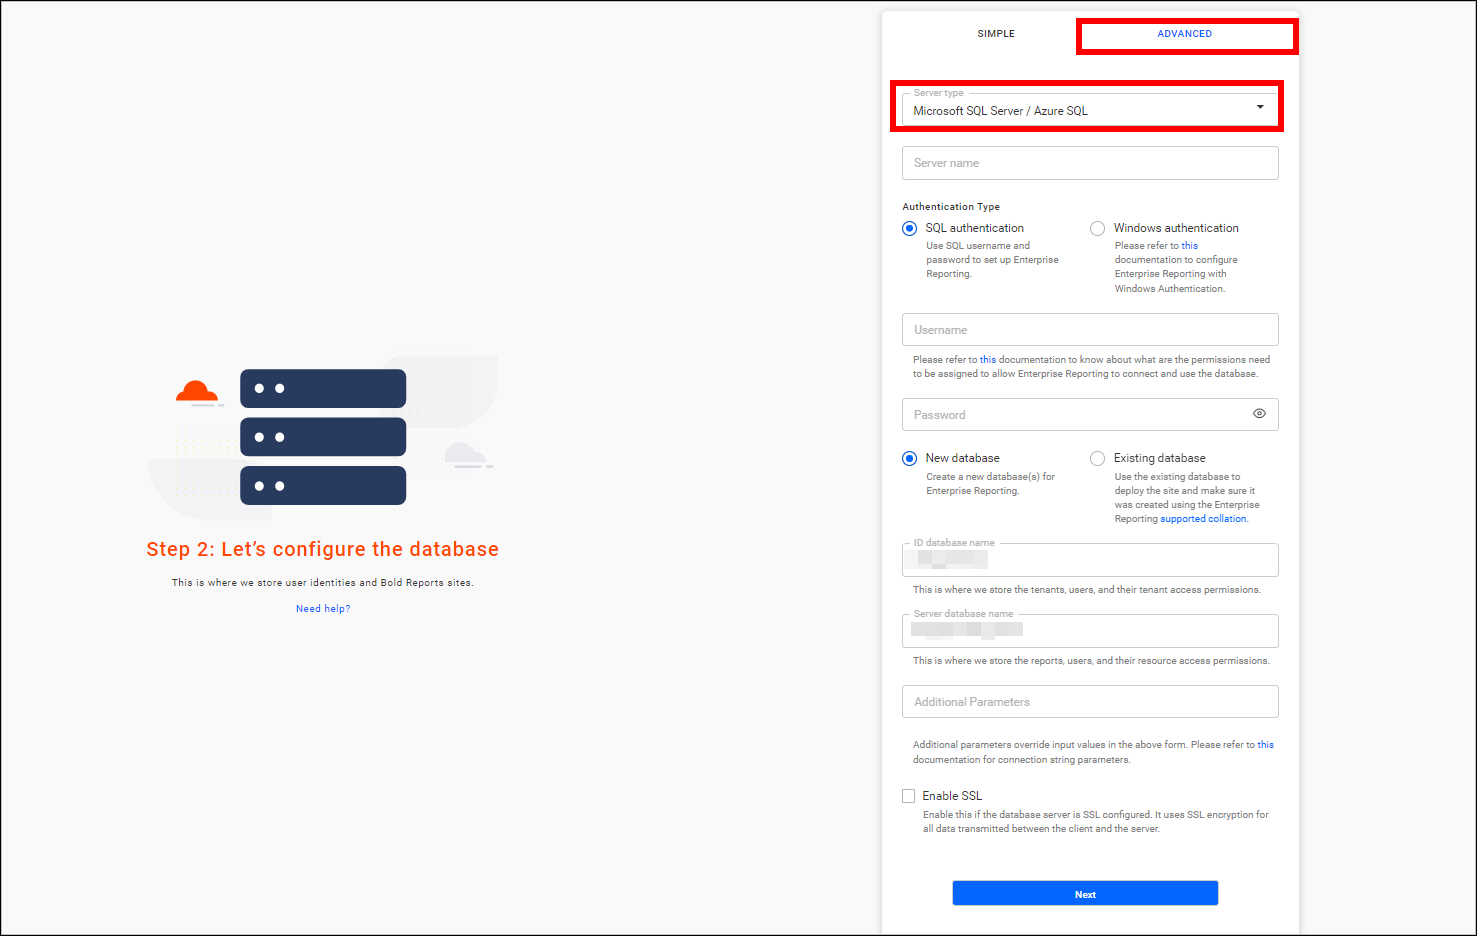 SIMPLE
ADVANCED
Server type
Microsoft SQL Server / Azure SQL
Server name
Authentication Type
SQL authentication
Use SQL username and
password to set up Enterprise
Reporting.
Windows authentication
Please refer to this
documentation to configure
Enterprise Reporting with
Windows Authentication.
Username
Please refer to this documentation to know about what are the permissions need
to be assigned to allow Enterprise Reporting to connect and use the database.
Password
New database
Create a new database(s) for
Enterprise Reporting.
Existing database
Use the existing database to
deploy the site and make sure it
was created using the Enterprise
Reporting supported collation.
ID database name
This is where we store the tenants, users, and their tenant access permissions.
Server database name
This is where we store the reports, users, and their resource access permissions.
Additional Parameters
Additional parameters override input values in the above form. Please refer to this
documentation for connection string parameters.
Enable SSL
Enable this if the database server is SSL configured. It uses SSL encryption for
all data transmitted between the client and the server.
Next
Step 2: Let’s configure the database
This is where we store user identities and Bold Reports sites.
Need help?